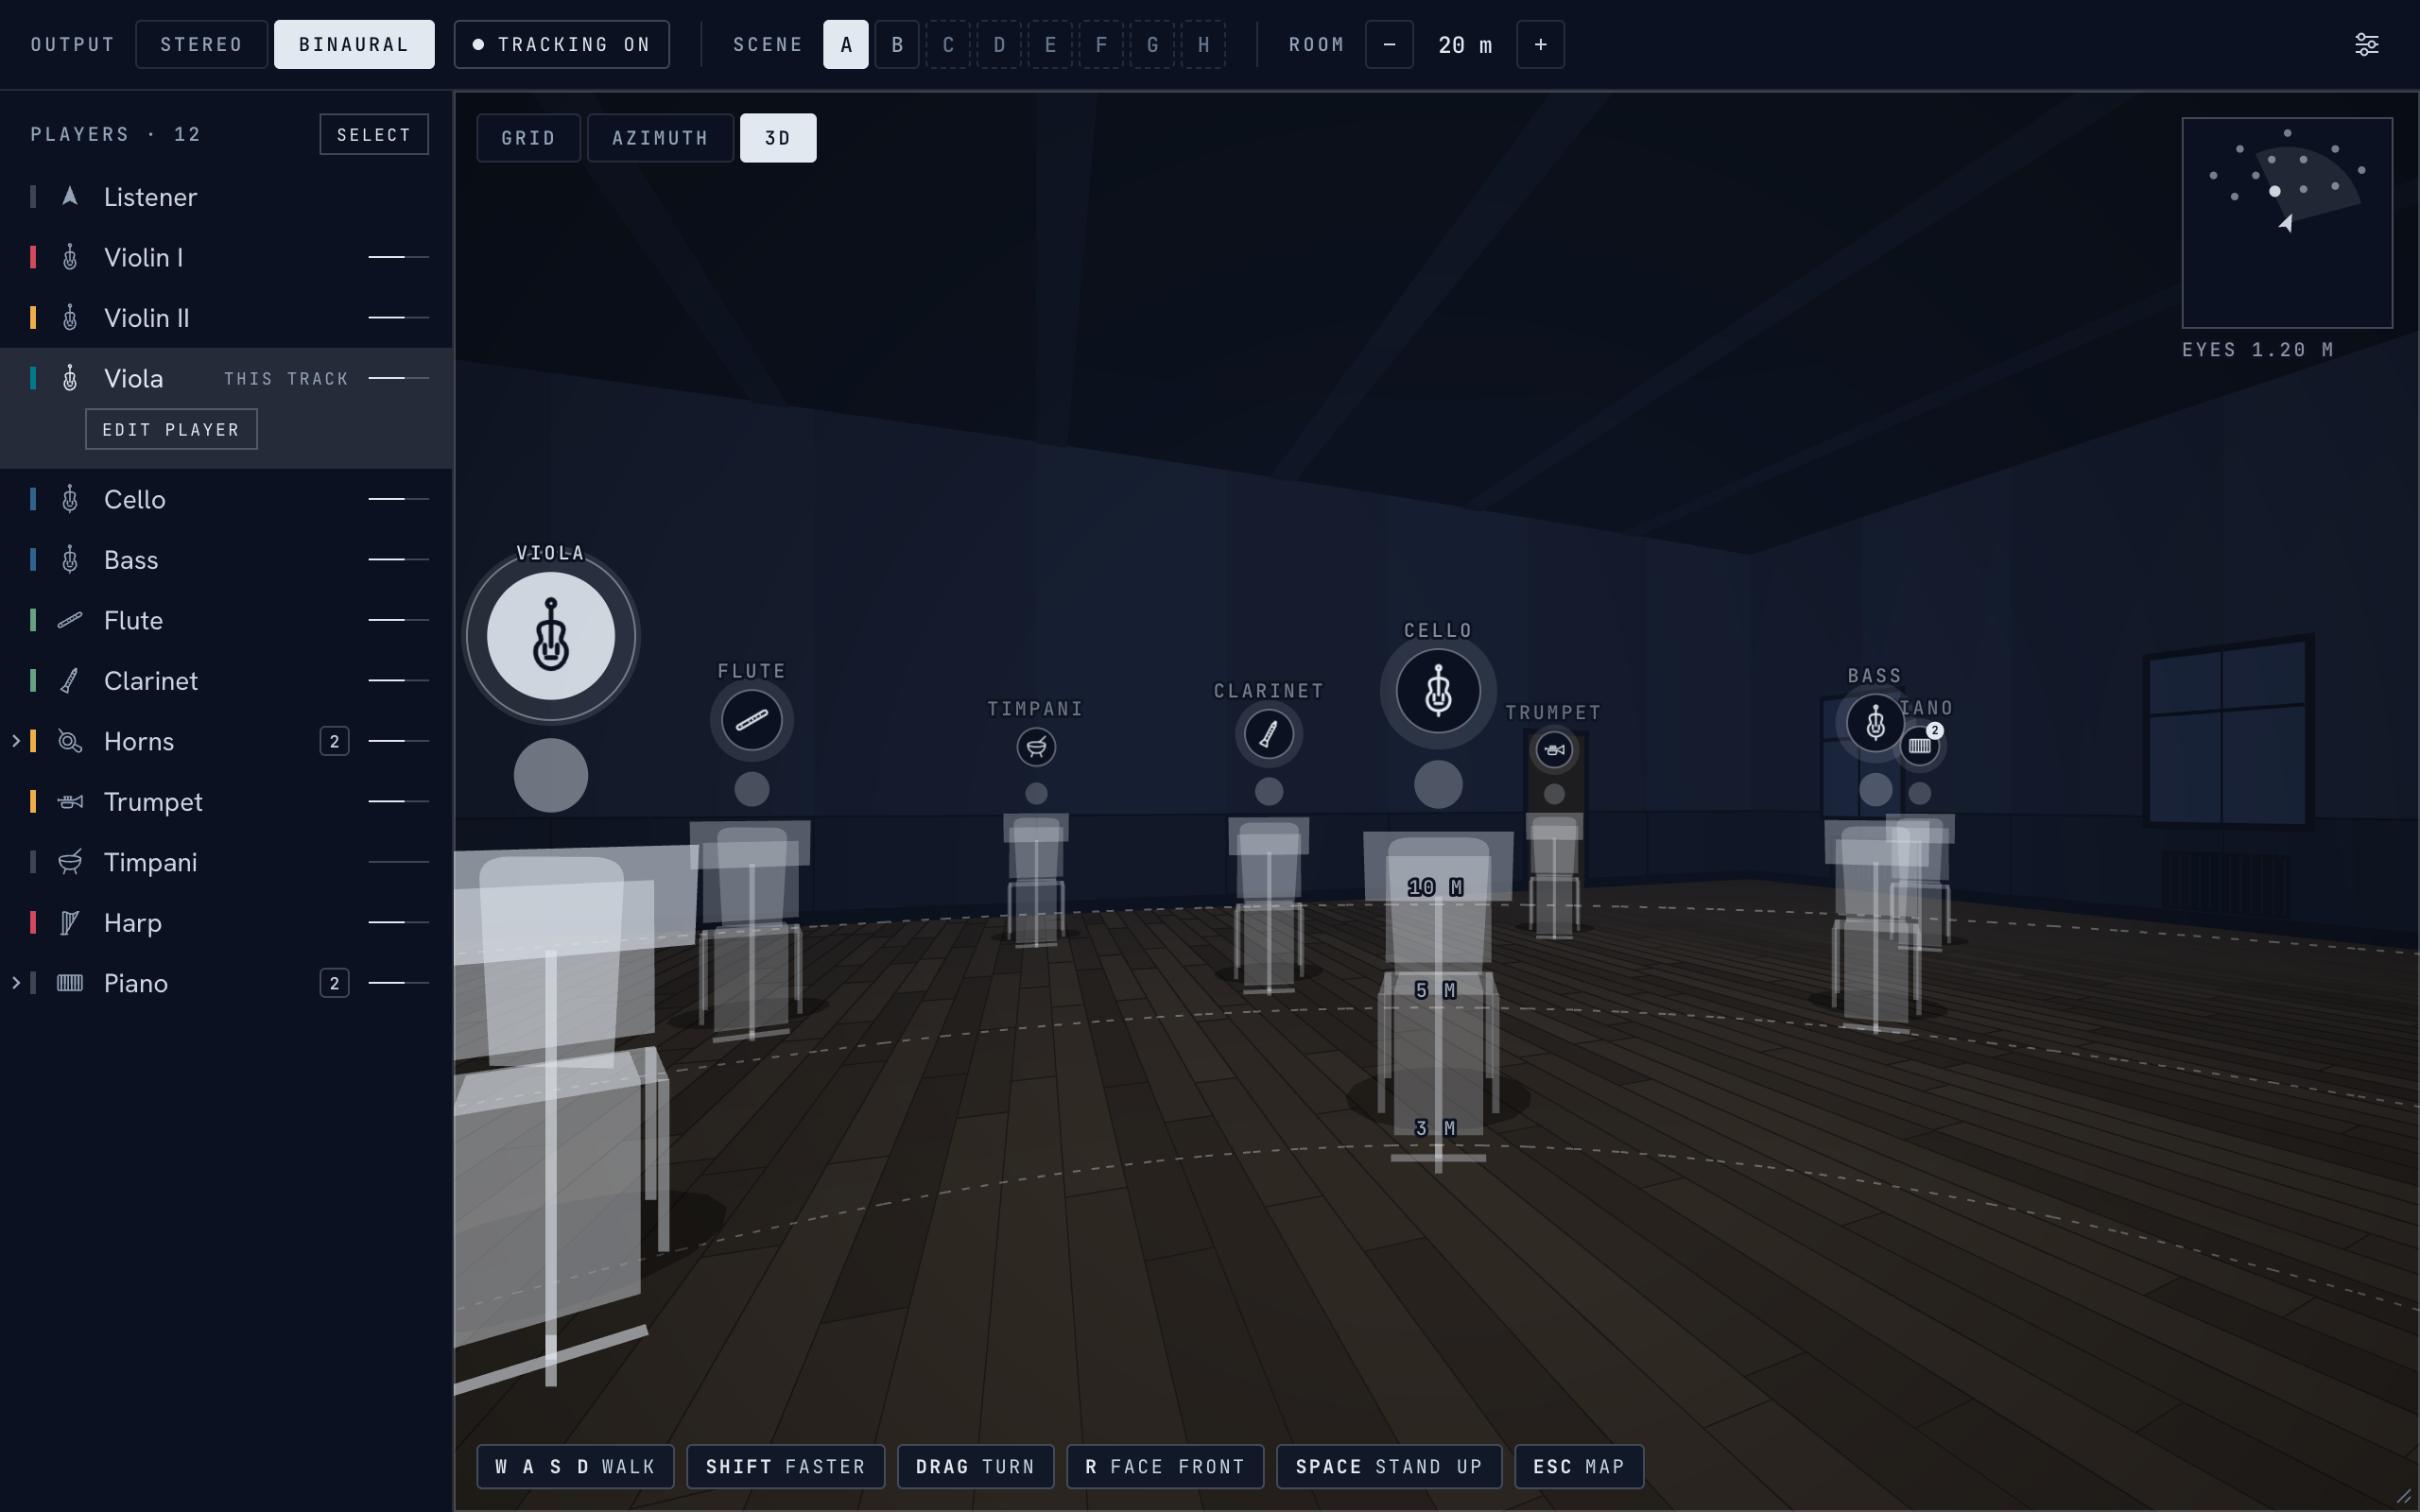 OUTPUT STEREO BINAURAL TRACKING ON SCENE A B C D E F G H ROOM − 20 m +
PLAYERS · 12 SELECT
Listener
Violin I
Violin II
Viola THIS TRACK
EDIT PLAYER
Cello
Bass
Flute
Clarinet
Horns 2
Trumpet
Timpani
Harp
Piano 2
GRID AZIMUTH 3D
EYES 1.20 M
VIOLA
CELLO
FLUTE
BASS
CLARINET
TIMPANI
TRUMPET
IANO
2
10 M
5 M
3 M
W A S D WALK SHIFT FASTER DRAG TURN R FACE FRONT SPACE STAND UP ESC MAP